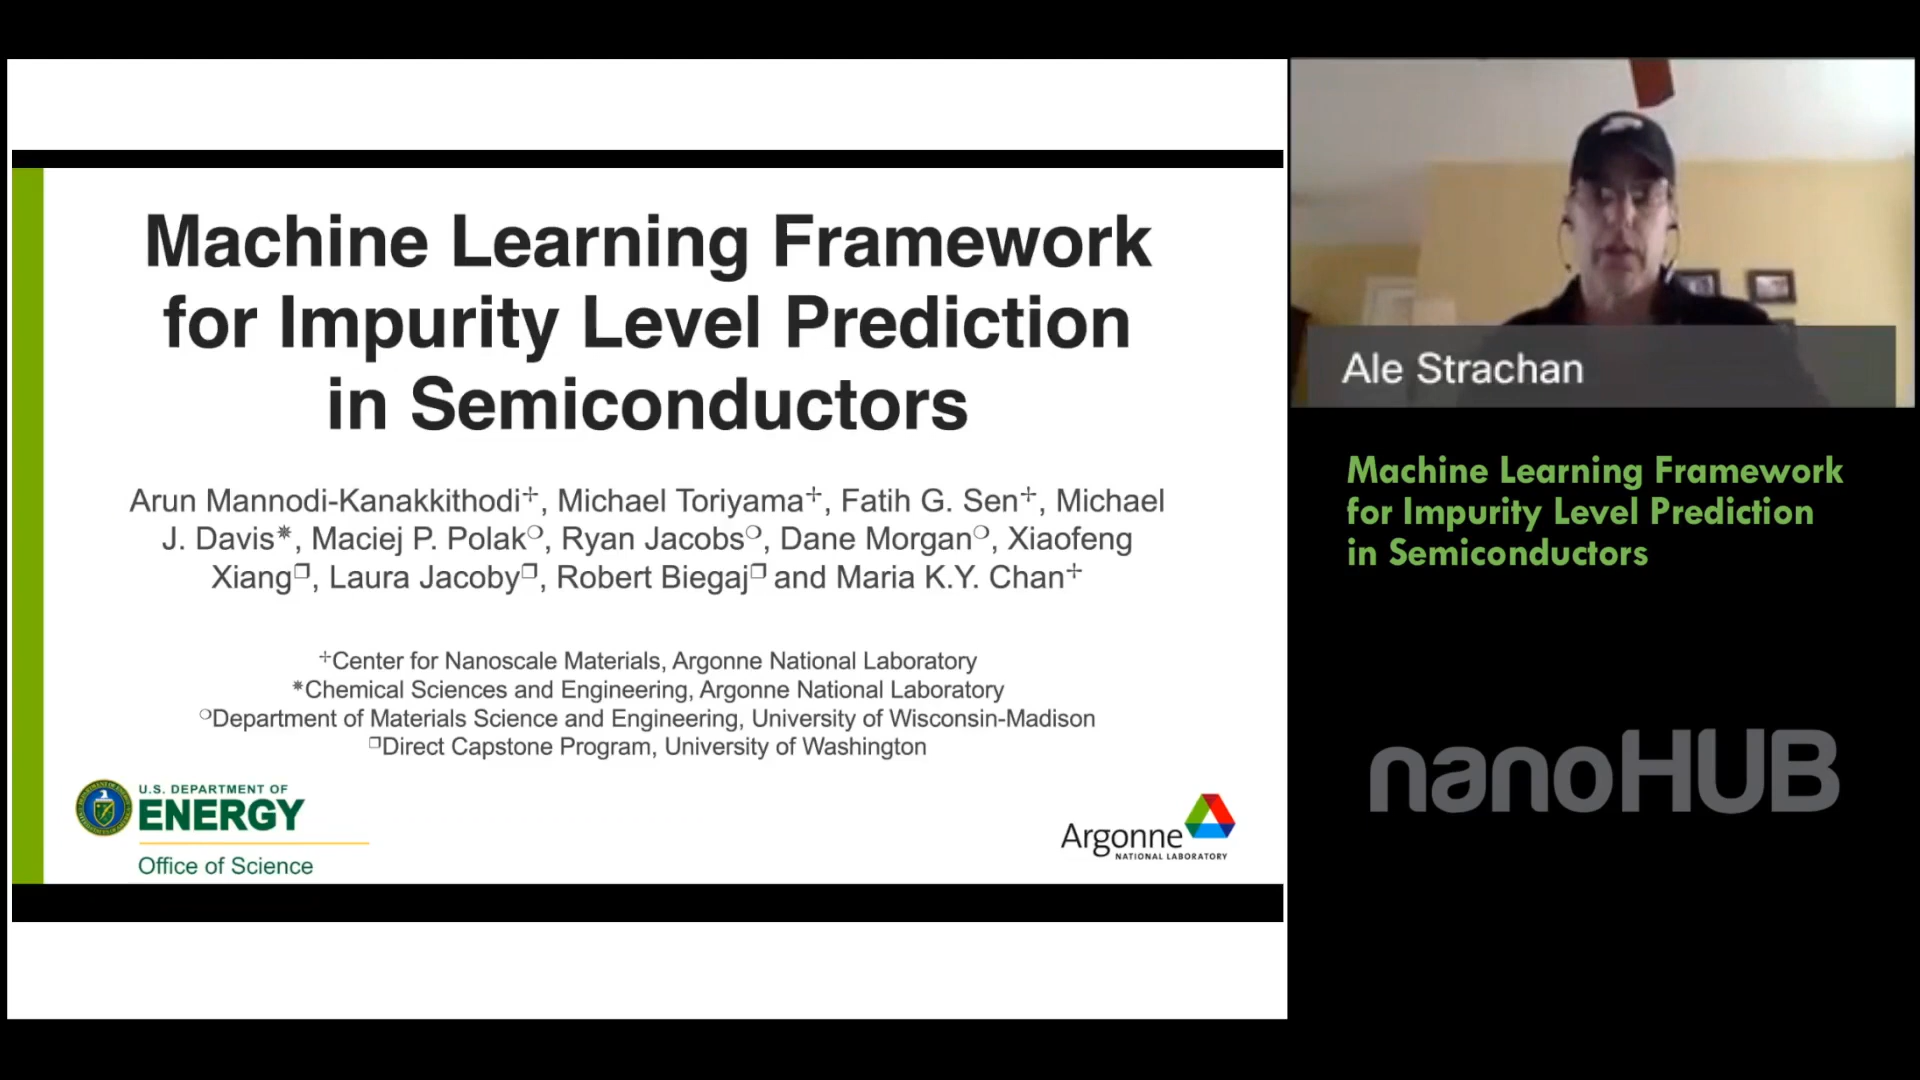 Machine Learning Framework
for Impurity Level Prediction
in Semiconductors
Arun Mannodi-Kanakkithodi✢, Michael Toriyama✢, Fatih G. Sen✢, Michael
J. Davis✷, Maciej P. Polak❍, Ryan Jacobs❍, Dane Morgan❍, Xiaofeng
Xiang❐, Laura Jacoby❐, Robert Biegaj❐ and Maria K.Y. Chan✢
✢Center for Nanoscale Materials, Argonne National Laboratory
✷Chemical Sciences and Engineering, Argonne National Laboratory
❍Department of Materials Science and Engineering, University of Wisconsin-Madison
❐Direct Capstone Program, University of Washington
U.S. DEPARTMENT OF
ENERGY
Office of Science
Argonne
NATIONAL LABORATORY
Ale Strachan
Machine Learning Framework
for Impurity Level Prediction
in Semiconductors
nanoHUB